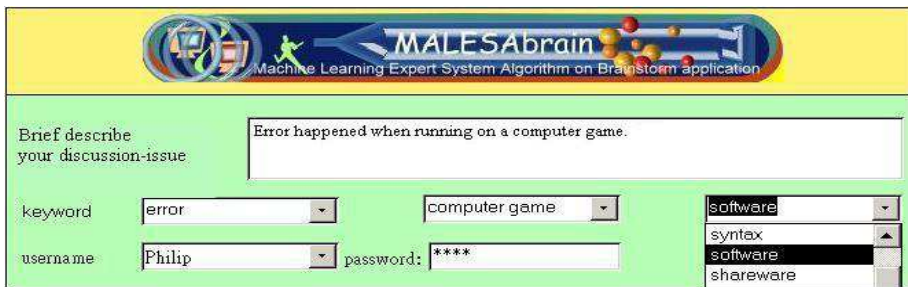 MALESAbrain
Machine Learning Expert System Algorithm on Brainstorm application
Brief describe
your discussion-issue
Error happened when running on a computer game.
keyword error computer game software
syntax
software
shareware
username Philip password: ****